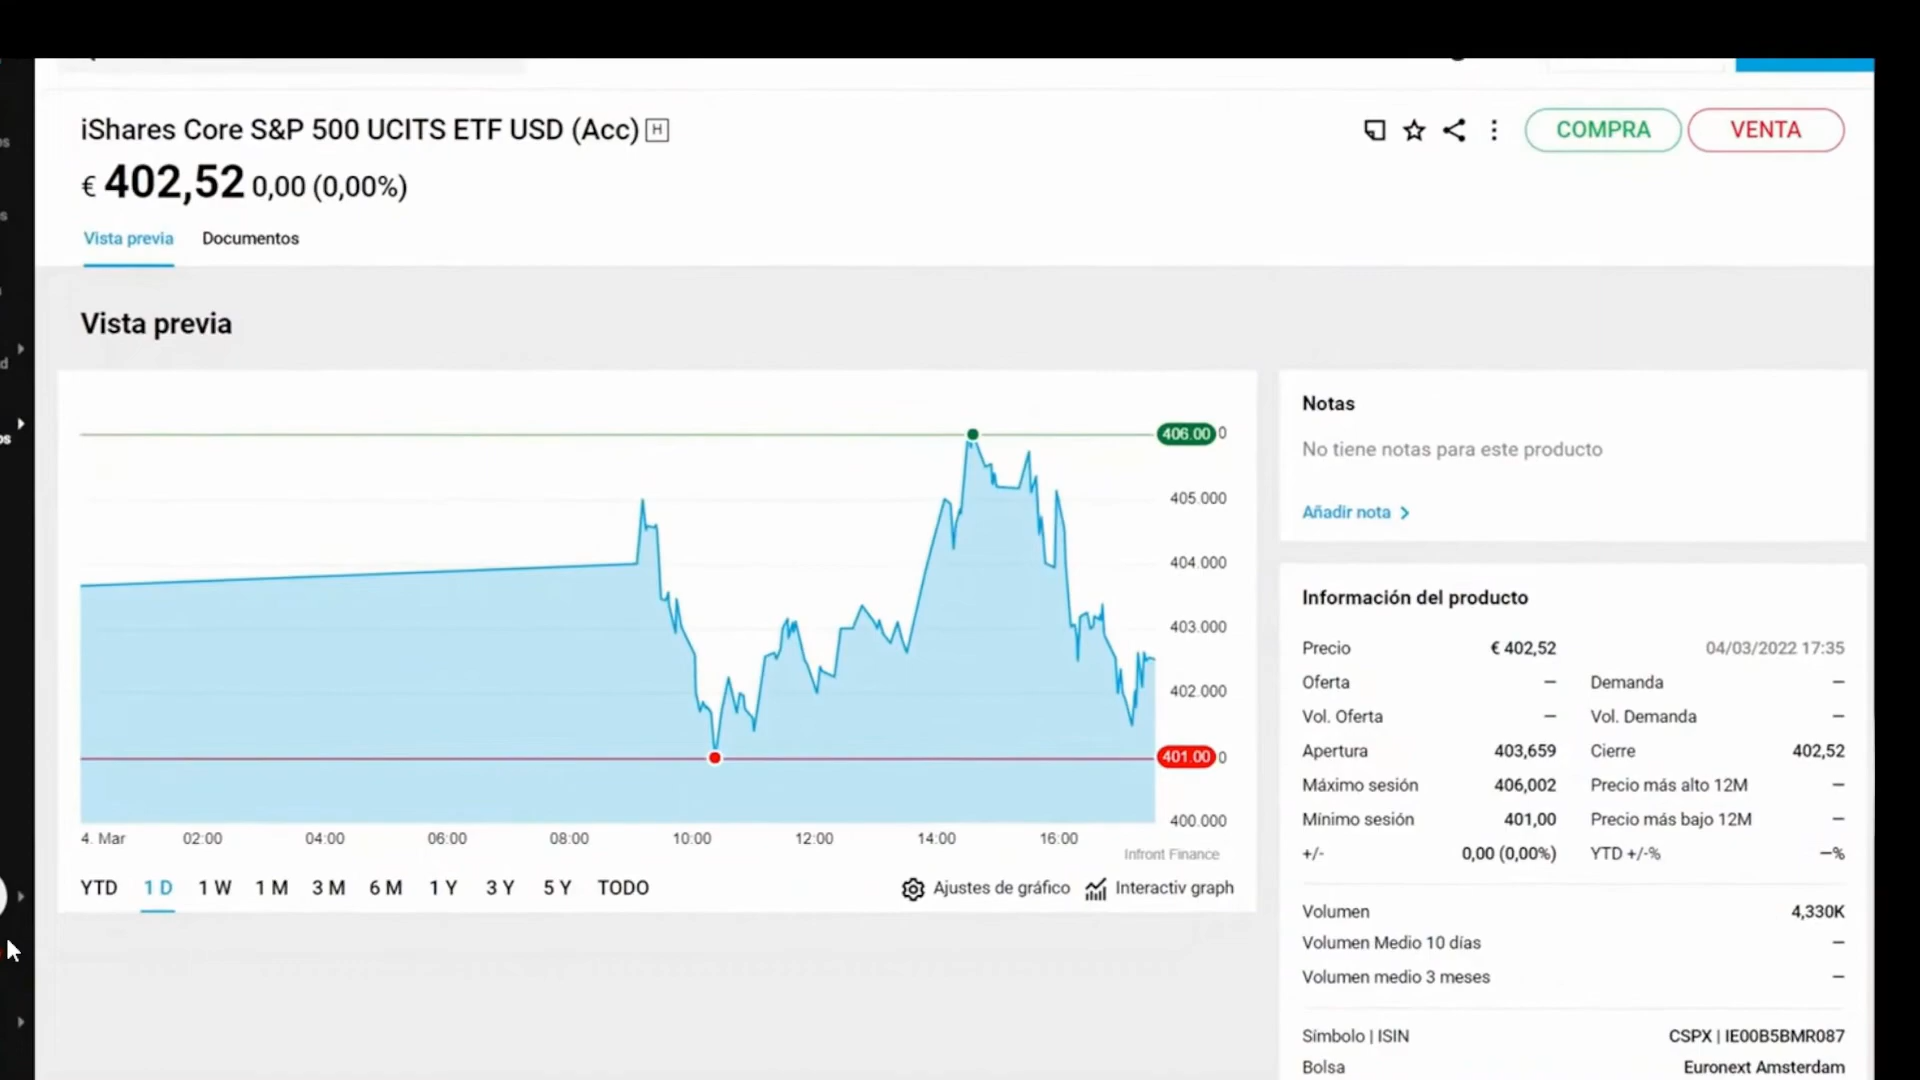 iShares Core S&P 500 UCITS ETF USD (Acc) H
COMPRA
VENTA
€ 402,52 0,00 (0,00%)
Vista previa
Documentos
Vista previa
406.00 0
405.000
404.000
403.000
402.000
401.00 0
400.000
4. Mar 02:00 04:00 06:00 08:00 10:00 12:00 14:00 16:00
Infront Finance
YTD 1 D 1 W 1 M 3 M 6 M 1 Y 3 Y 5 Y TODO
Ajustes de gráfico
Interactiv graph
Notas
No tiene notas para este producto
Añadir nota
Información del producto
Precio € 402,52 04/03/2022 17:35
Oferta — Demanda —
Vol. Oferta — Vol. Demanda —
Apertura 403,659 Cierre 402,52
Máximo sesión 406,002 Precio más alto 12M —
Mínimo sesión 401,00 Precio más bajo 12M —
+/- 0,00 (0,00%) YTD +/-% —%
Volumen 4,330K
Volumen Medio 10 días —
Volumen medio 3 meses —
Símbolo | ISIN CSPX | IE00B5BMR087
Bolsa Euronext Amsterdam